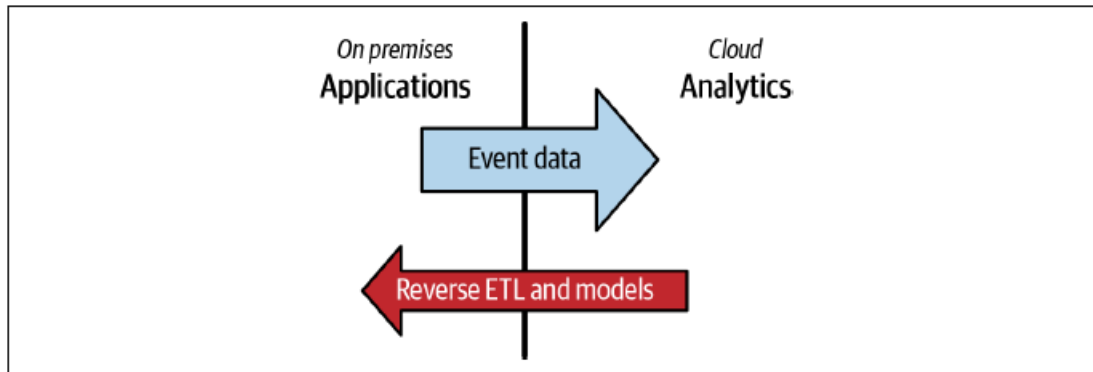 On premises
Applications
Cloud
Analytics
Event data
Reverse ETL and models